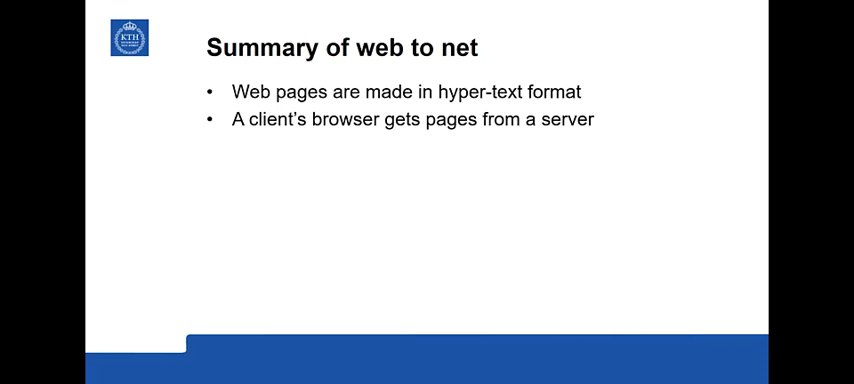 KTH
Summary of web to net
• Web pages are made in hyper-text format
• A client's browser gets pages from a server